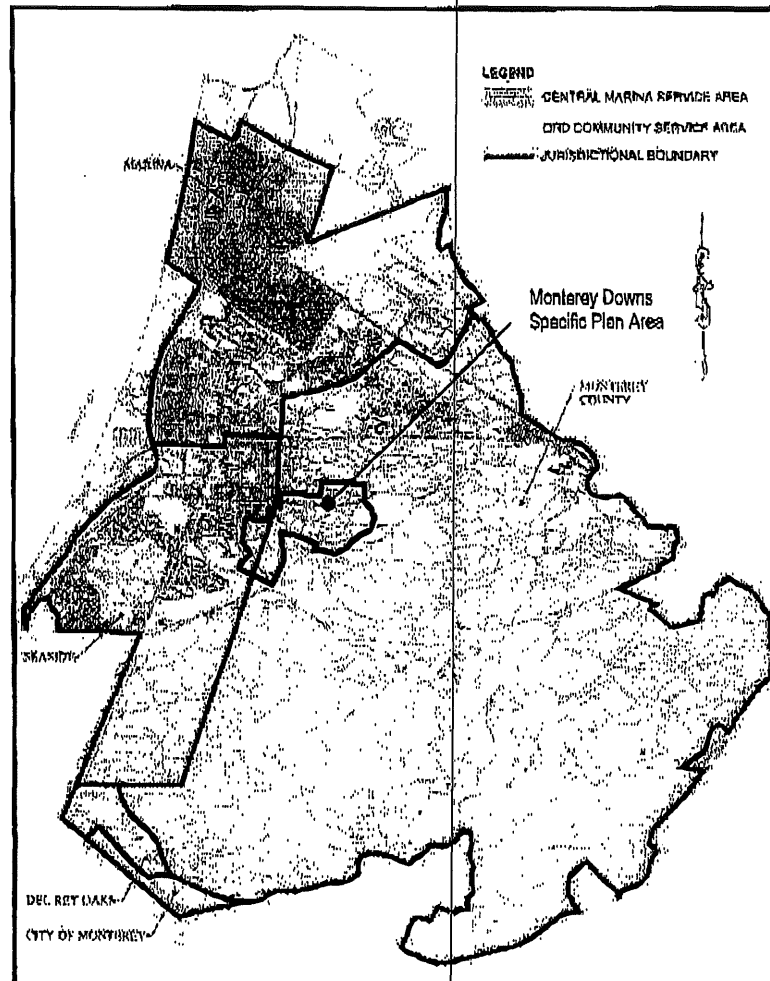 LEGEND
CENTRAL MARINA SERVICE AREA
ORD COMMUNITY SERVICE AREA
JURISDICTIONAL BOUNDARY
MARINA
Monterey Downs
Specific Plan Area
MONTEREY
COUNTY
SEASIDE
DEL REY OAKS
CITY OF MONTEREY